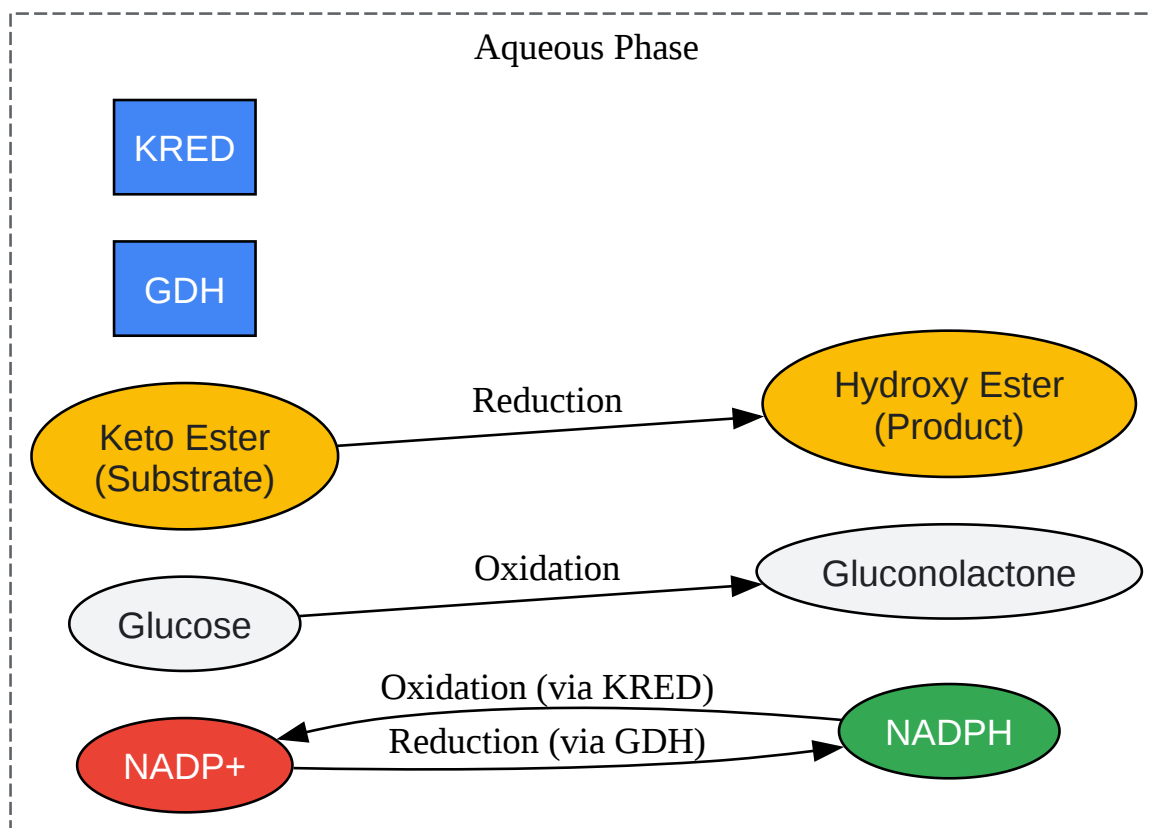 Aqueous Phase
KRED
GDH
Keto Ester
(Substrate)
Reduction
Hydroxy Ester
(Product)
Glucose
Oxidation
Gluconolactone
Oxidation (via KRED)
Reduction (via GDH)
NADP+
NADPH